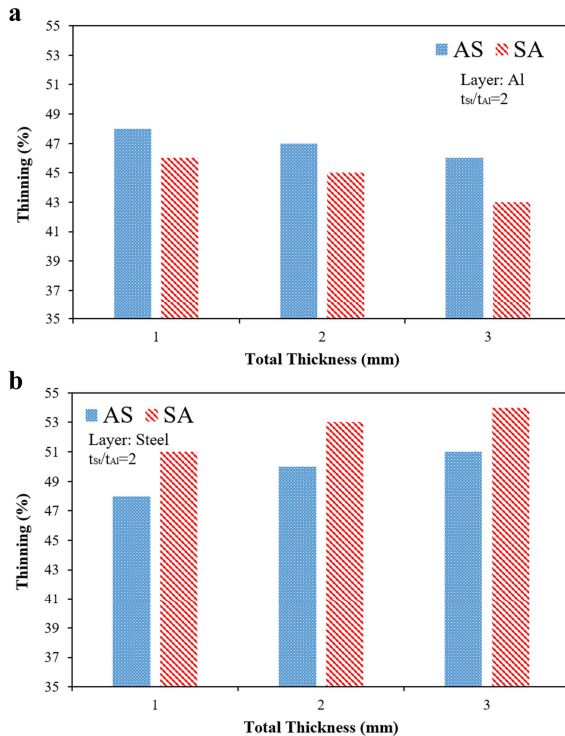 a
55
53
51
49
47
45
43
41
39
37
35
Thinning (%)
AS SA
Layer: Al
tSt/tAl=2
1 2 3
Total Thickness (mm)
b
55
53
51
49
47
45
43
41
39
37
35
Thinning (%)
AS SA
Layer: Steel
tSt/tAl=2
1 2 3
Total Thickness (mm)